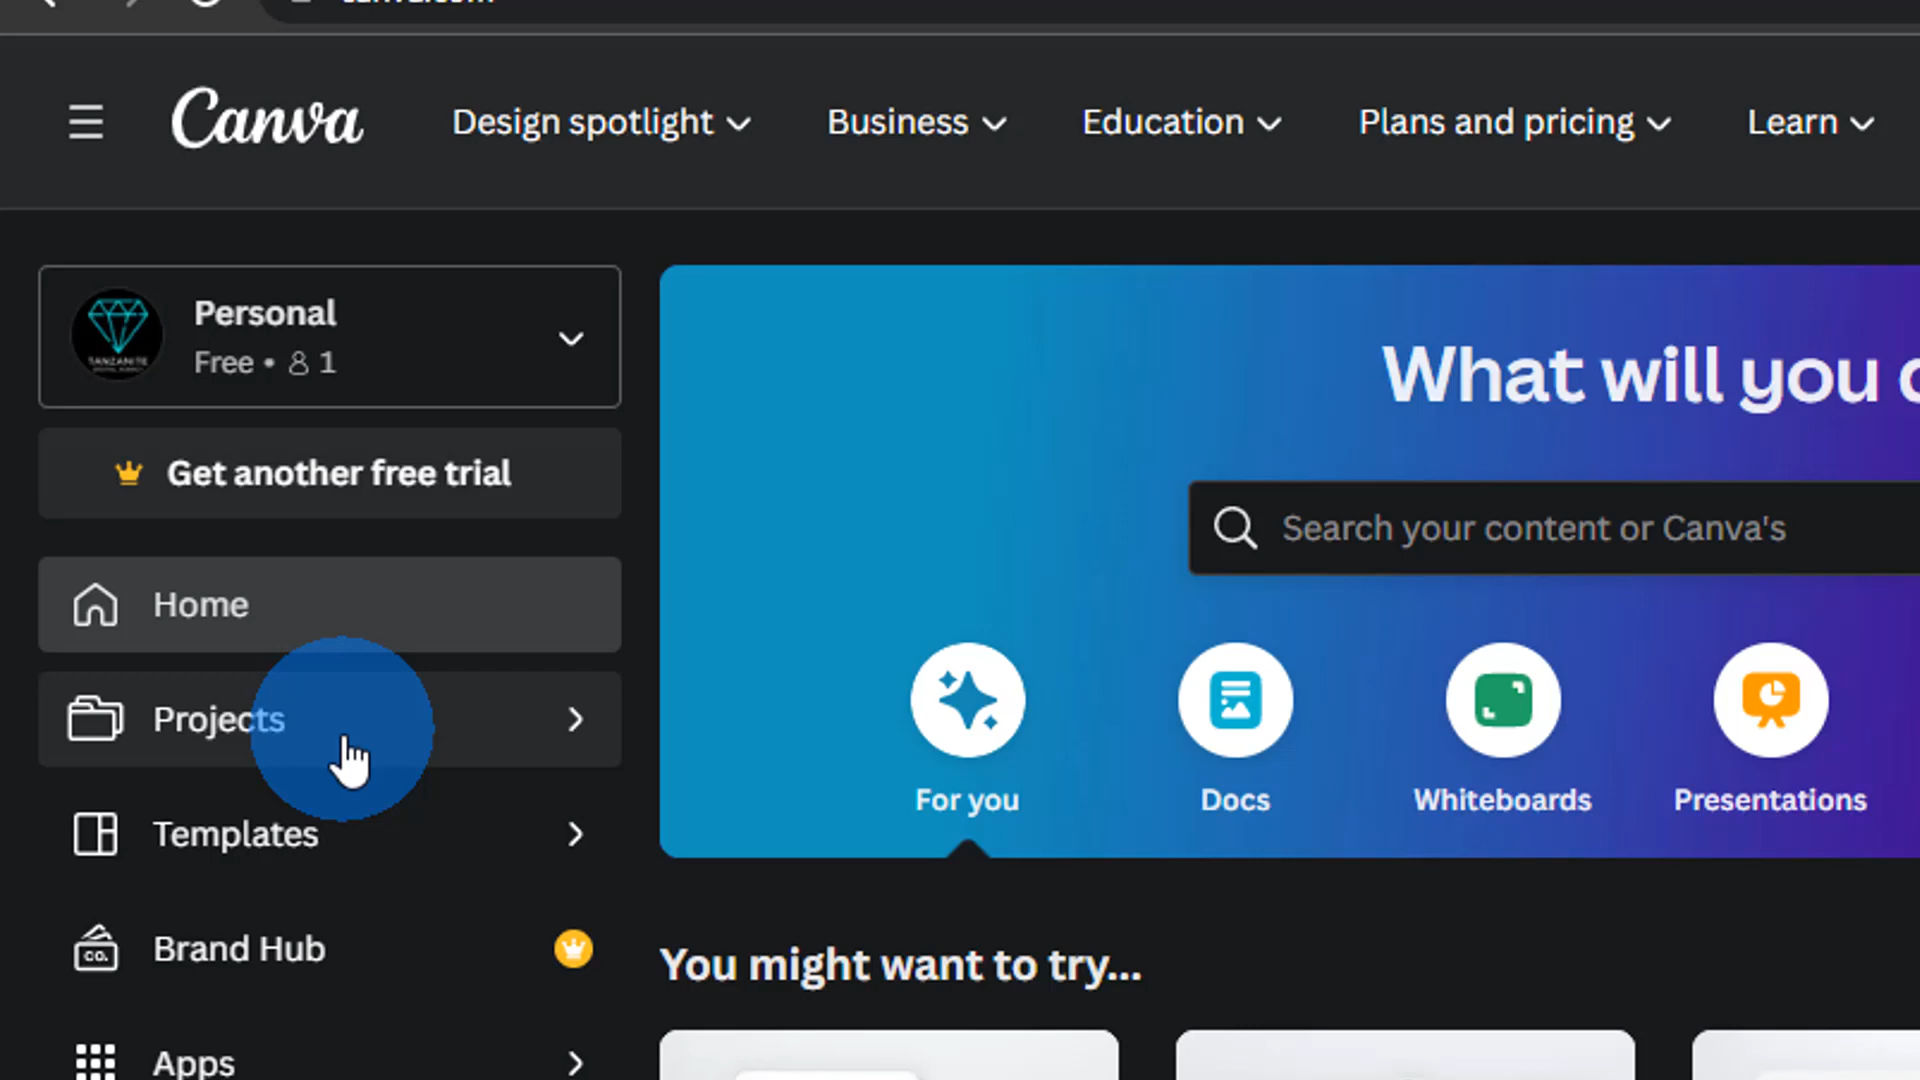 Canva
Design spotlight
Business
Education
Plans and pricing
Learn
Personal
Free • 1
Get another free trial
Home
Projects
Templates
CO.
Brand Hub
Apps
What will you
Search your content or Canva's
For you
Docs
Whiteboards
Presentations
You might want to try...
TANZANITE